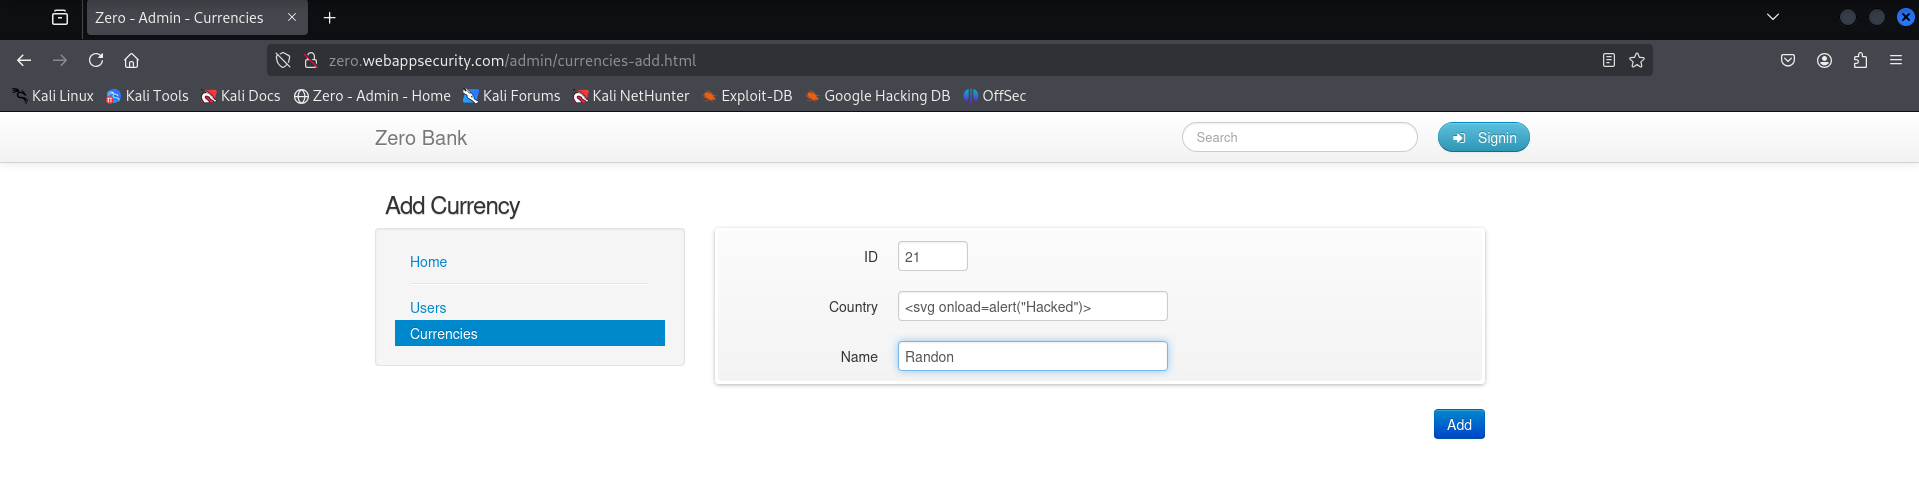 Zero - Admin - Currencies
zero.webappsecurity.com/admin/currencies-add.html
Kali Linux Kali Tools Kali Docs Zero - Admin - Home Kali Forums Kali NetHunter Exploit-DB Google Hacking DB OffSec
Zero Bank Search Signin
Add Currency
Home
Users
Currencies
ID 21
Country <svg onload=alert("Hacked")>
Name Randon
Add